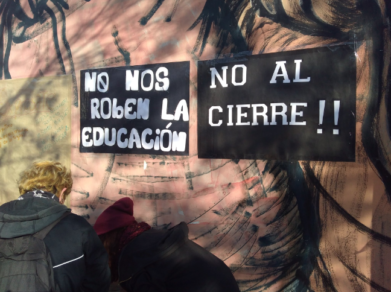 NO NOS
ROBEN LA
EDUCACIÓN
NO AL
CIERRE!!